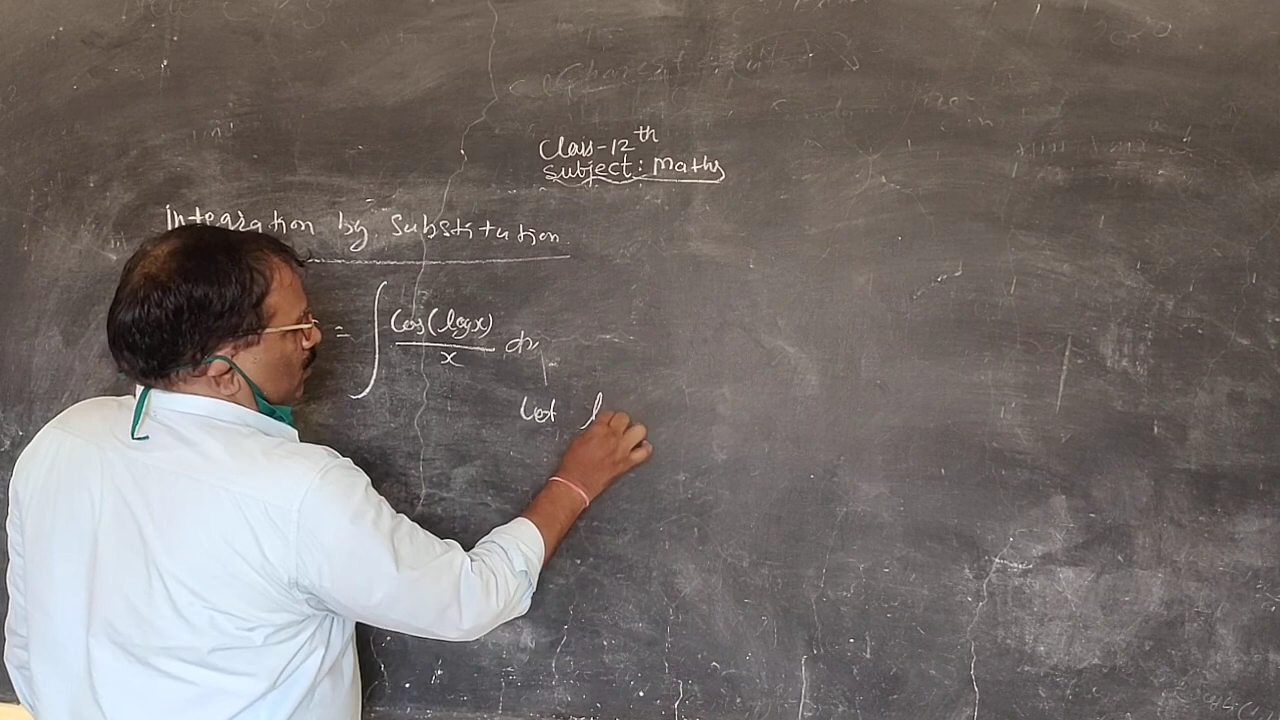 Class-12th
Subject: Maths
Integration by Substitution
= ∫ Cos(logx)/x dx
Let l